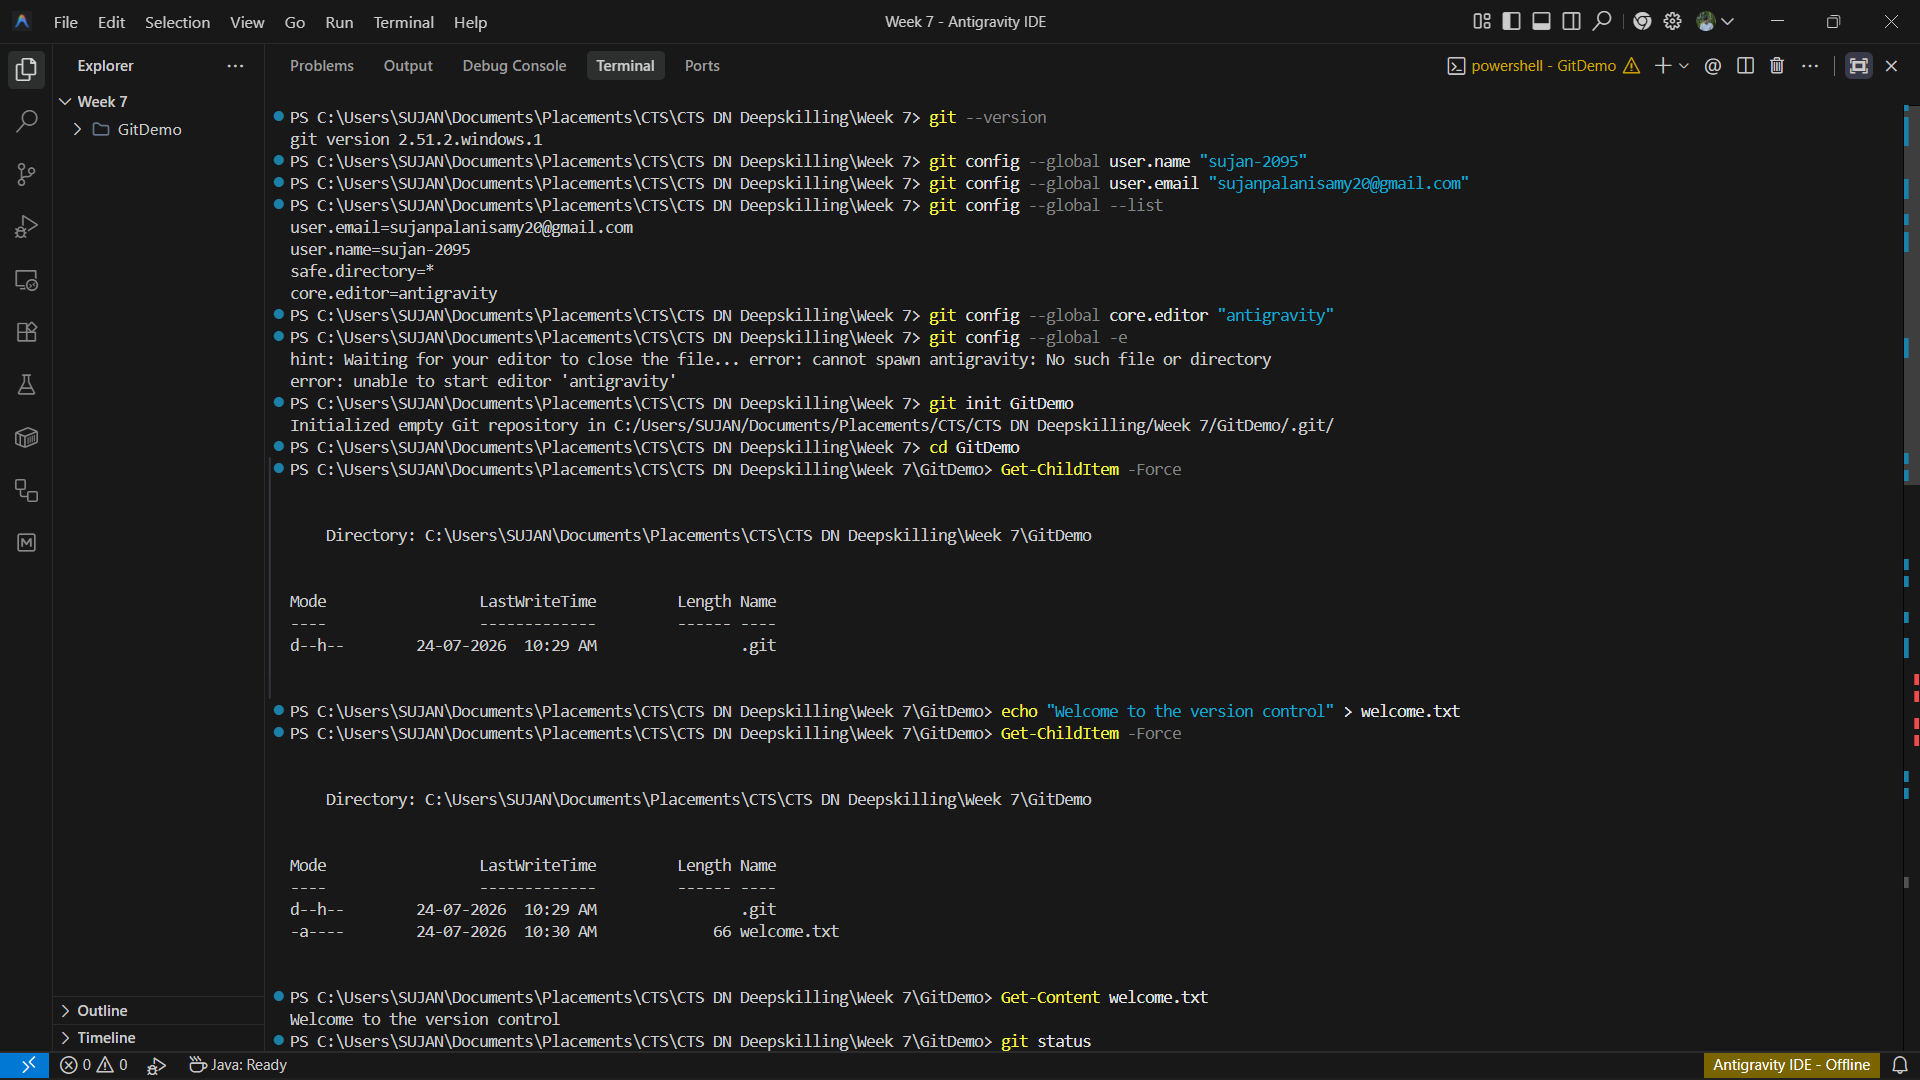 File Edit Selection View Go Run Terminal Help
Week 7 - Antigravity IDE
Explorer
Week 7
GitDemo
Problems Output Debug Console Terminal Ports
powershell - GitDemo
PS C:\Users\SUJAN\Documents\Placements\CTS\CTS DN Deepskilling\Week 7> git --version
git version 2.51.2.windows.1
PS C:\Users\SUJAN\Documents\Placements\CTS\CTS DN Deepskilling\Week 7> git config --global user.name "sujan-2095"
PS C:\Users\SUJAN\Documents\Placements\CTS\CTS DN Deepskilling\Week 7> git config --global user.email "sujanpalanisamy20@gmail.com"
PS C:\Users\SUJAN\Documents\Placements\CTS\CTS DN Deepskilling\Week 7> git config --global --list
user.email=sujanpalanisamy20@gmail.com
user.name=sujan-2095
safe.directory=*
core.editor=antigravity
PS C:\Users\SUJAN\Documents\Placements\CTS\CTS DN Deepskilling\Week 7> git config --global core.editor "antigravity"
PS C:\Users\SUJAN\Documents\Placements\CTS\CTS DN Deepskilling\Week 7> git config --global -e
hint: Waiting for your editor to close the file... error: cannot spawn antigravity: No such file or directory
error: unable to start editor 'antigravity'
PS C:\Users\SUJAN\Documents\Placements\CTS\CTS DN Deepskilling\Week 7> git init GitDemo
Initialized empty Git repository in C:/Users/SUJAN/Documents/Placements/CTS/CTS DN Deepskilling/Week 7/GitDemo/.git/
PS C:\Users\SUJAN\Documents\Placements\CTS\CTS DN Deepskilling\Week 7> cd GitDemo
PS C:\Users\SUJAN\Documents\Placements\CTS\CTS DN Deepskilling\Week 7\GitDemo> Get-ChildItem -Force
Directory: C:\Users\SUJAN\Documents\Placements\CTS\CTS DN Deepskilling\Week 7\GitDemo
Mode LastWriteTime Length Name
---- ------------- ------ ----
d--h-- 24-07-2026 10:29 AM .git
PS C:\Users\SUJAN\Documents\Placements\CTS\CTS DN Deepskilling\Week 7\GitDemo> echo "Welcome to the version control" > welcome.txt
PS C:\Users\SUJAN\Documents\Placements\CTS\CTS DN Deepskilling\Week 7\GitDemo> Get-ChildItem -Force
Directory: C:\Users\SUJAN\Documents\Placements\CTS\CTS DN Deepskilling\Week 7\GitDemo
Mode LastWriteTime Length Name
---- ------------- ------ ----
d--h-- 24-07-2026 10:29 AM .git
-a---- 24-07-2026 10:30 AM 66 welcome.txt
PS C:\Users\SUJAN\Documents\Placements\CTS\CTS DN Deepskilling\Week 7\GitDemo> Get-Content welcome.txt
Welcome to the version control
PS C:\Users\SUJAN\Documents\Placements\CTS\CTS DN Deepskilling\Week 7\GitDemo> git status
Outline
Timeline
0 0 Java: Ready
Antigravity IDE - Offline